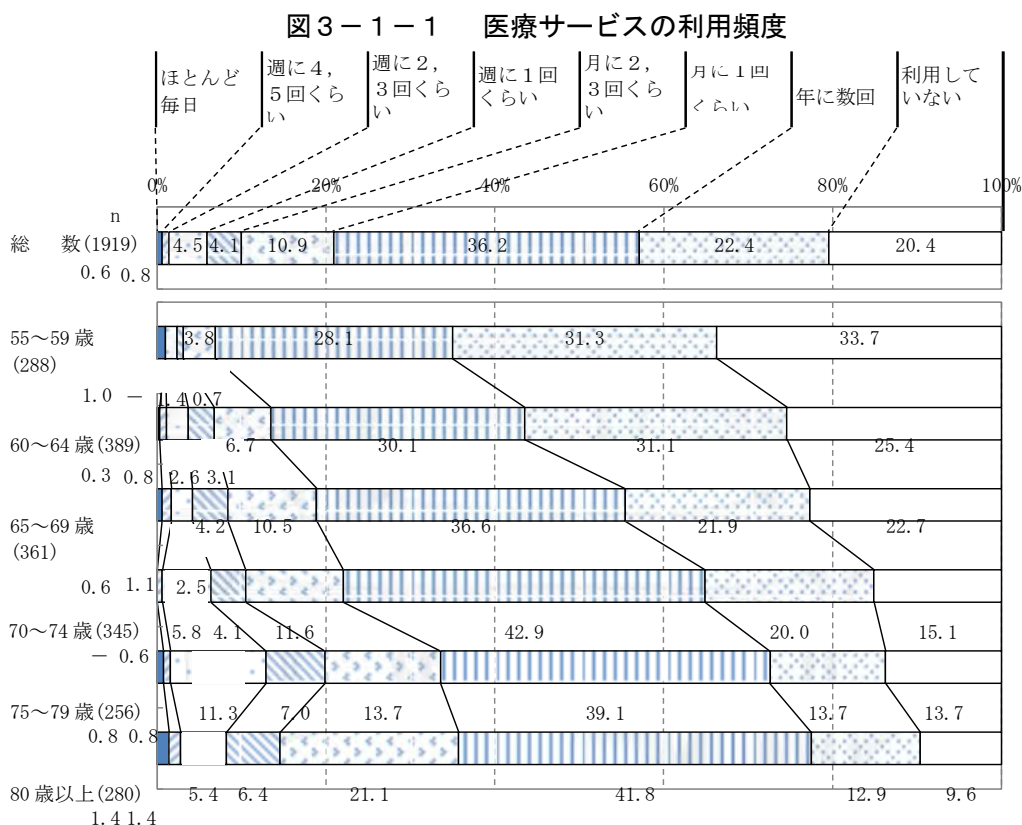 図3－1－1 医療サービスの利用頻度
ほとんど
毎日
週に4，
5回くら
い
週に2，
3回くら
い
週に1回
くらい
月に2，
3回くら
い
月に1回
くらい
年に数回
利用して
いない
0% 20% 40% 60% 80% 100%
n
総 数(1919) 4.5 4.1 10.9 36.2 22.4 20.4
0.6 0.8
55～59歳 3.8 28.1 31.3 33.7
(288)
1.0 － 1.4 0.7
60～64歳(389) 6.7 30.1 31.1 25.4
0.3 0.8 2.6 3.1
65～69歳 4.2 10.5 36.6 21.9 22.7
(361)
0.6 1.1 2.5
70～74歳(345) 5.8 4.1 11.6 42.9 20.0 15.1
－ 0.6
75～79歳(256) 11.3 7.0 13.7 39.1 13.7 13.7
0.8 0.8
80歳以上(280) 5.4 6.4 21.1 41.8 12.9 9.6
1.4 1.4